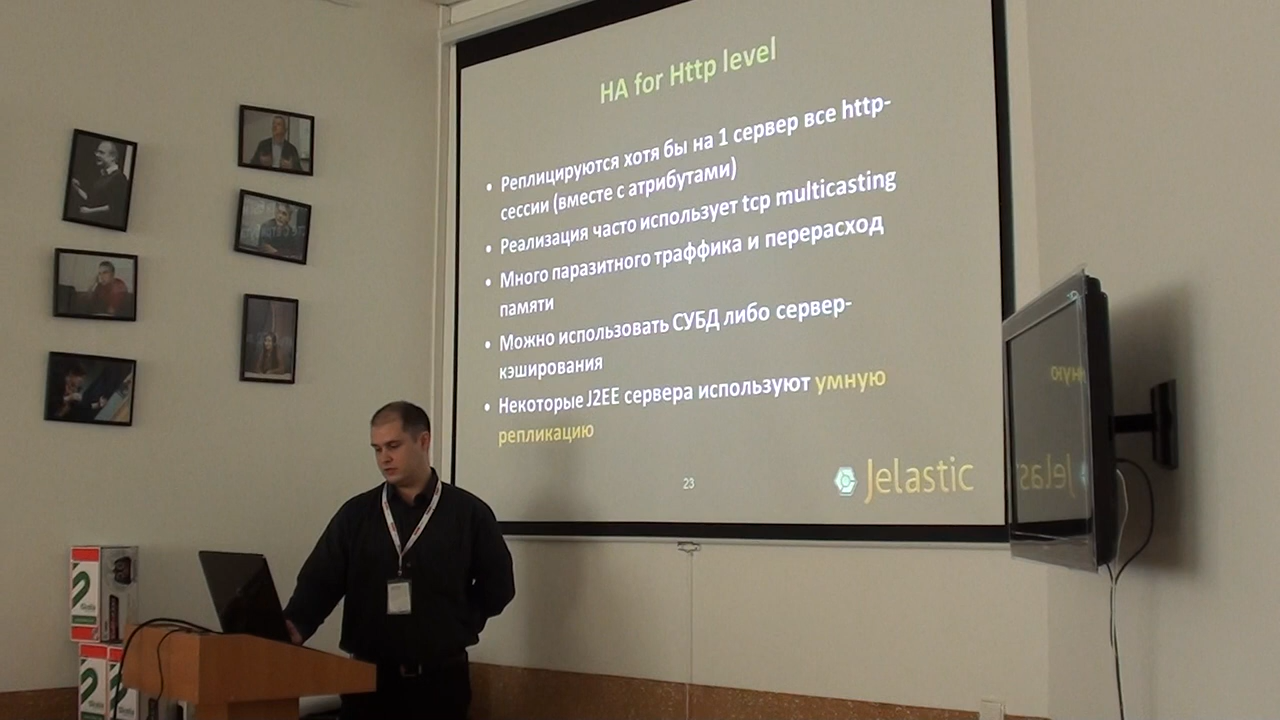 HA for Http level
• Реплицируются хотя бы на 1 сервер все http-
сессии (вместе с атрибутами)
• Реализация часто использует tcp multicasting
• Много паразитного траффика и перерасход
памяти
• Можно использовать СУБД либо сервер-
кэширования
• Некоторые J2EE сервера используют умную
репликацию
23
Jelastic